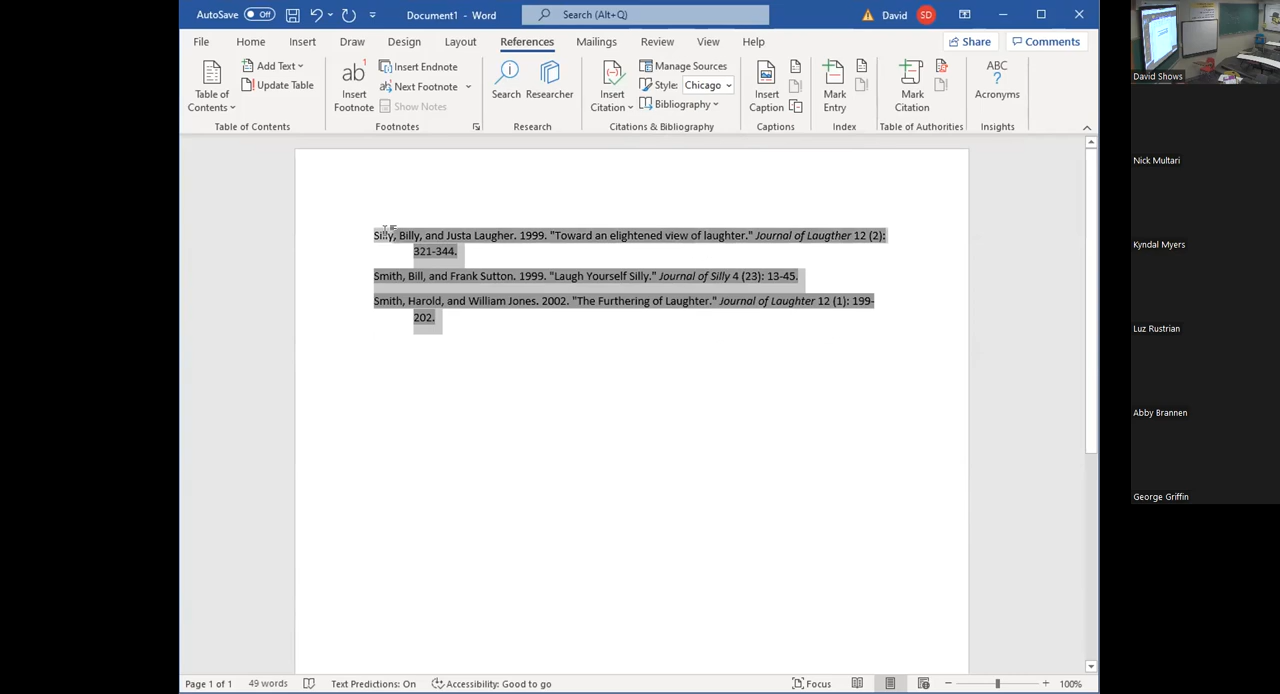 AutoSave Off Document1 - Word Search (Alt+Q) David SD
File Home Insert Draw Design Layout References Mailings Review View Help Share Comments
Table of Contents
Add Text
Update Table
Table of Contents
ab
Insert Footnote
Insert Endnote
Next Footnote
Show Notes
Footnotes
Search
Researcher
Research
Insert Citation
Manage Sources
Style: Chicago
Bibliography
Citations & Bibliography
Insert Caption
Captions
Mark Entry
Index
Mark Citation
Table of Authorities
ABC
Acronyms
Insights
Silly, Billy, and Justa Laugher. 1999. "Toward an elightened view of laughter." Journal of Laugther 12 (2):
321-344.
Smith, Bill, and Frank Sutton. 1999. "Laugh Yourself Silly." Journal of Silly 4 (23): 13-45.
Smith, Harold, and William Jones. 2002. "The Furthering of Laughter." Journal of Laughter 12 (1): 199-
202.
Page 1 of 1 49 words Text Predictions: On Accessibility: Good to go Focus 100%
David Shows
Nick Multari
Kyndal Myers
Luz Rustrian
Abby Brannen
George Griffin